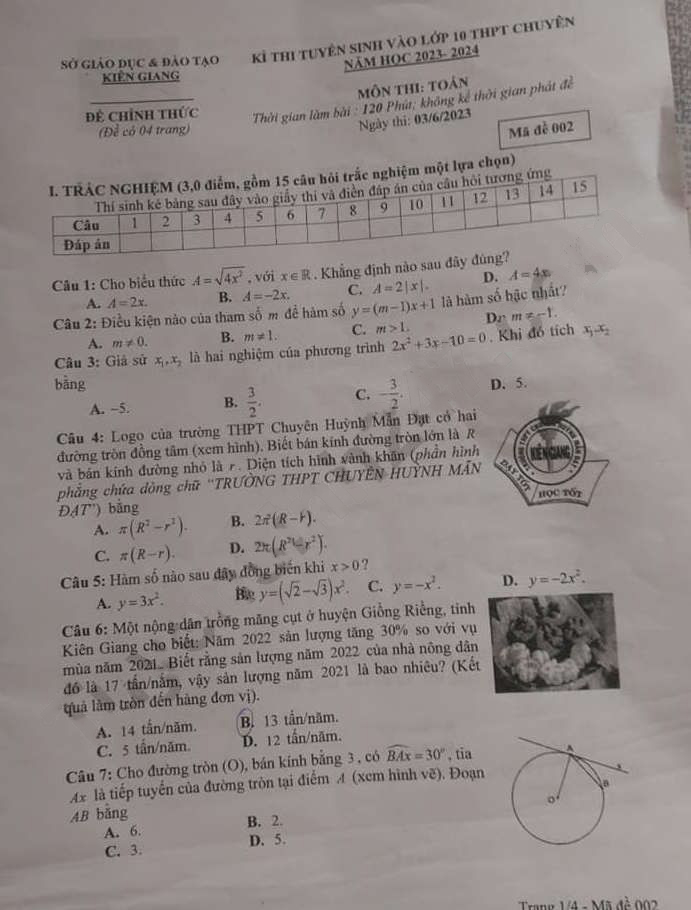 SỞ GIÁO DỤC & ĐÀO TẠO
KIÊN GIANG
KÌ THI TUYỂN SINH VÀO LỚP 10 THPT CHUYÊN
NĂM HỌC 2023- 2024
ĐỀ CHÍNH THỨC
(Đề có 04 trang)
MÔN THI: TOÁN
Thời gian làm bài : 120 Phút; không kể thời gian phát đề
Ngày thi: 03/6/2023
Mã đề 002
I. TRẮC NGHIỆM (3,0 điểm, gồm 15 câu hỏi trắc nghiệm một lựa chọn)
Thí sinh kẻ bảng sau đây vào giấy thi và điền đáp án của câu hỏi tương ứng
Câu 1 2 3 4 5 6 7 8 9 10 11 12 13 14 15
Đáp án
Câu 1: Cho biểu thức A = √4x², với x ∈ ℝ. Khẳng định nào sau đây đúng?
A. A = 2x. B. A = −2x. C. A = 2|x|. D. A = 4x.
Câu 2: Điều kiện nào của tham số m để hàm số y = (m−1)x+1 là hàm số bậc nhất?
A. m ≠ 0. B. m ≠ 1. C. m > 1. D. m ≠ −1.
Câu 3: Giả sử x₁, x₂ là hai nghiệm của phương trình 2x² + 3x − 10 = 0. Khi đó tích x₁.x₂
bằng
A. −5. B. 3/2. C. −3/2. D. 5.
Câu 4: Logo của trường THPT Chuyên Huỳnh Mẫn Đạt có hai
đường tròn đồng tâm (xem hình). Biết bán kính đường tròn lớn là R
và bán kính đường nhỏ là r. Diện tích hình vành khăn (phần hình
phẳng chứa dòng chữ "TRƯỜNG THPT CHUYÊN HUỲNH MẪN
ĐẠT") bằng
KIÊN GIANG
DẠY TỐT
HỌC TỐT
A. π(R² − r²). B. 2π(R − r).
C. π(R − r). D. 2π(R² − r²).
Câu 5: Hàm số nào sau đây đồng biến khi x > 0?
A. y = 3x². B. y = (√2 − √3)x². C. y = −x². D. y = −2x².
Câu 6: Một nông dân trồng măng cụt ở huyện Giồng Riềng, tỉnh
Kiên Giang cho biết: Năm 2022 sản lượng tăng 30% so với vụ
mùa năm 2021. Biết rằng sản lượng năm 2022 của nhà nông dân
đó là 17 tấn/năm, vậy sản lượng năm 2021 là bao nhiêu? (Kết
quả làm tròn đến hàng đơn vị).
A. 14 tấn/năm. B. 13 tấn/năm.
C. 5 tấn/năm. D. 12 tấn/năm.
Câu 7: Cho đường tròn (O), bán kính bằng 3, có BAx = 30°, tia
Ax là tiếp tuyến của đường tròn tại điểm A (xem hình vẽ). Đoạn
AB bằng
A. 6. B. 2.
C. 3. D. 5.
A
x
B
O
Trang 1/4 - Mã đề 002